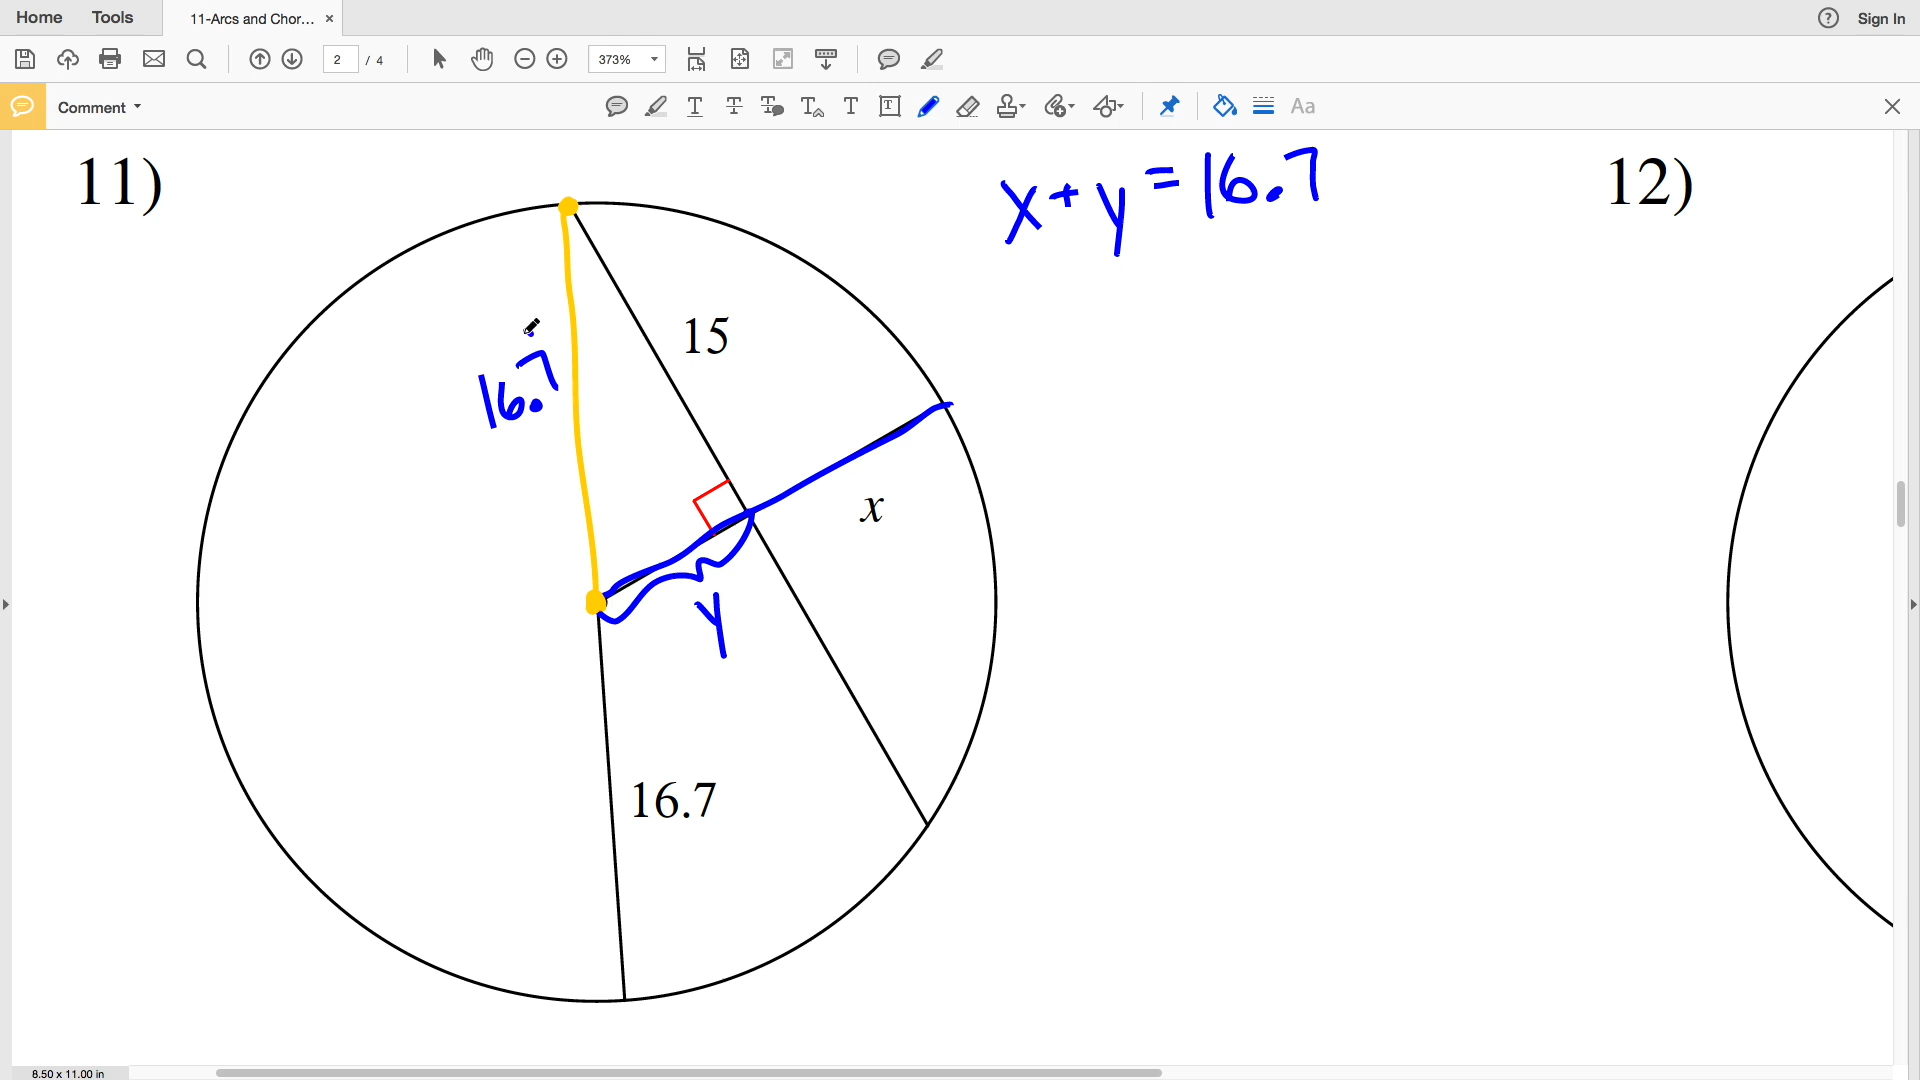 Home Tools 11-Arcs and Chor... × ? Sign In
2 / 4 373%
Comment Aa
11) x + y = 16.7 12)
15
16.7
x
y
16.7
8.50 x 11.00 in